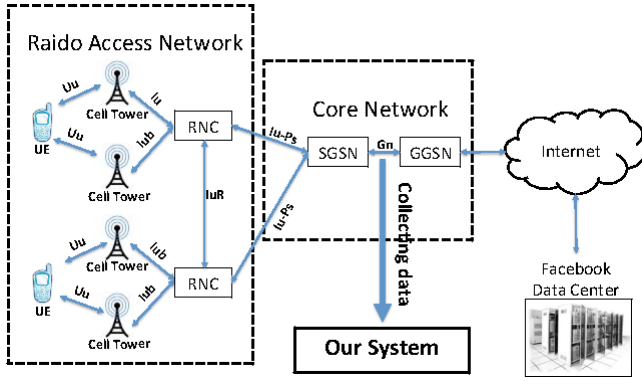 Raido Access Network
Uu
Iu
Cell Tower
UE
Uu
Iub
Cell Tower
RNC
IuR
Uu
Iub
Cell Tower
UE
Uu
Iub
Cell Tower
RNC
Iu-Ps
Iu-Ps
Core Network
SGSN
Gn
GGSN
Collecting data
Our System
Internet
Facebook
Data Center